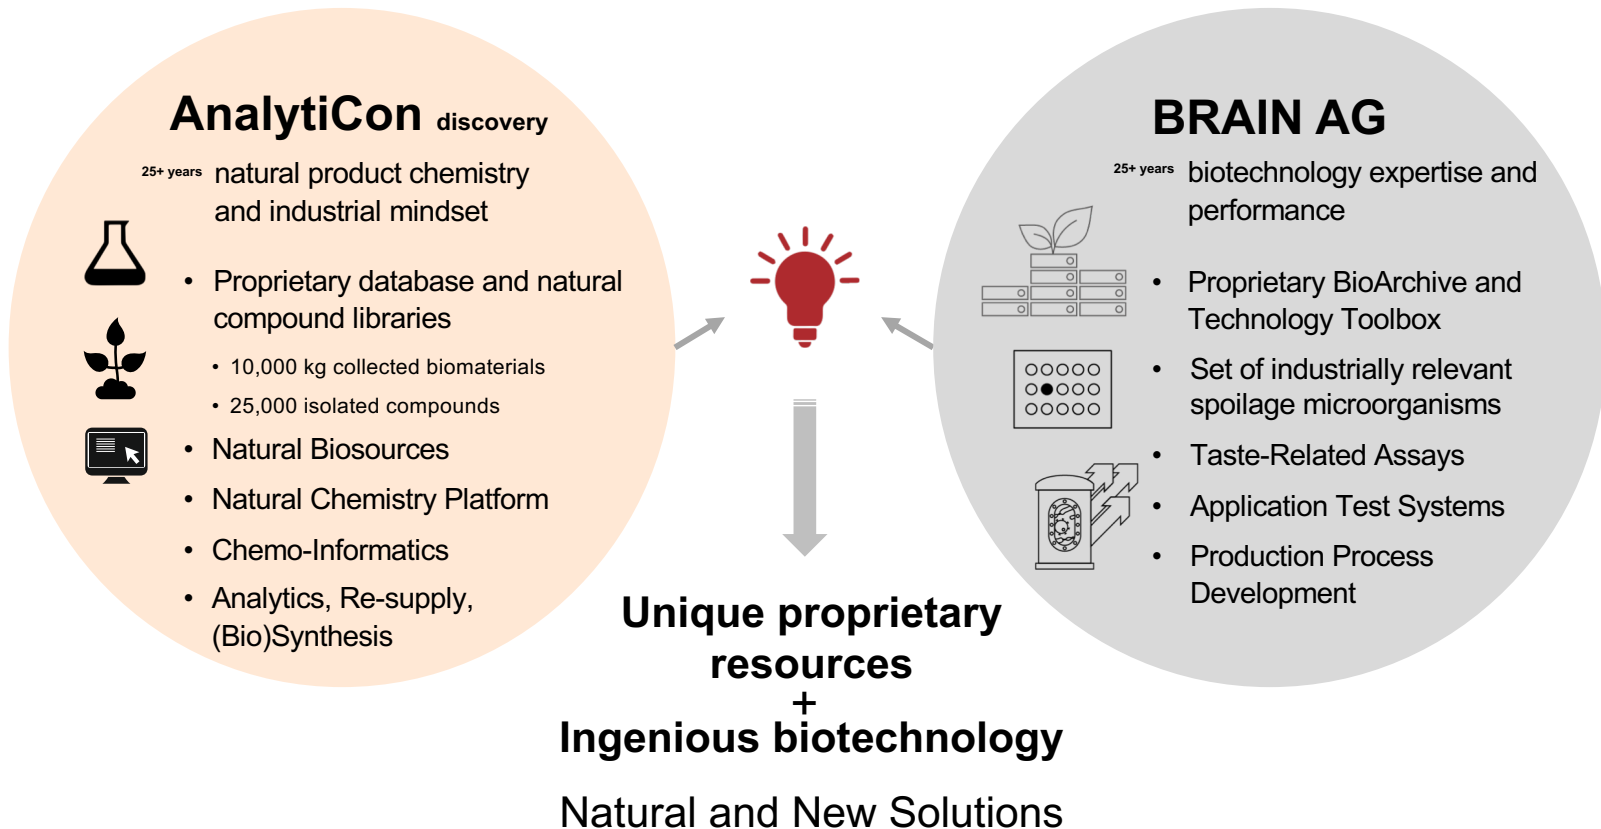 AnalytiCon discovery
25+ years natural product chemistry
and industrial mindset
• Proprietary database and natural
compound libraries
• 10,000 kg collected biomaterials
• 25,000 isolated compounds
• Natural Biosources
• Natural Chemistry Platform
• Chemo-Informatics
• Analytics, Re-supply,
(Bio)Synthesis
BRAIN AG
25+ years biotechnology expertise and
performance
• Proprietary BioArchive and
Technology Toolbox
• Set of industrially relevant
spoilage microorganisms
• Taste-Related Assays
• Application Test Systems
• Production Process
Development
Unique proprietary
resources
+
Ingenious biotechnology
Natural and New Solutions